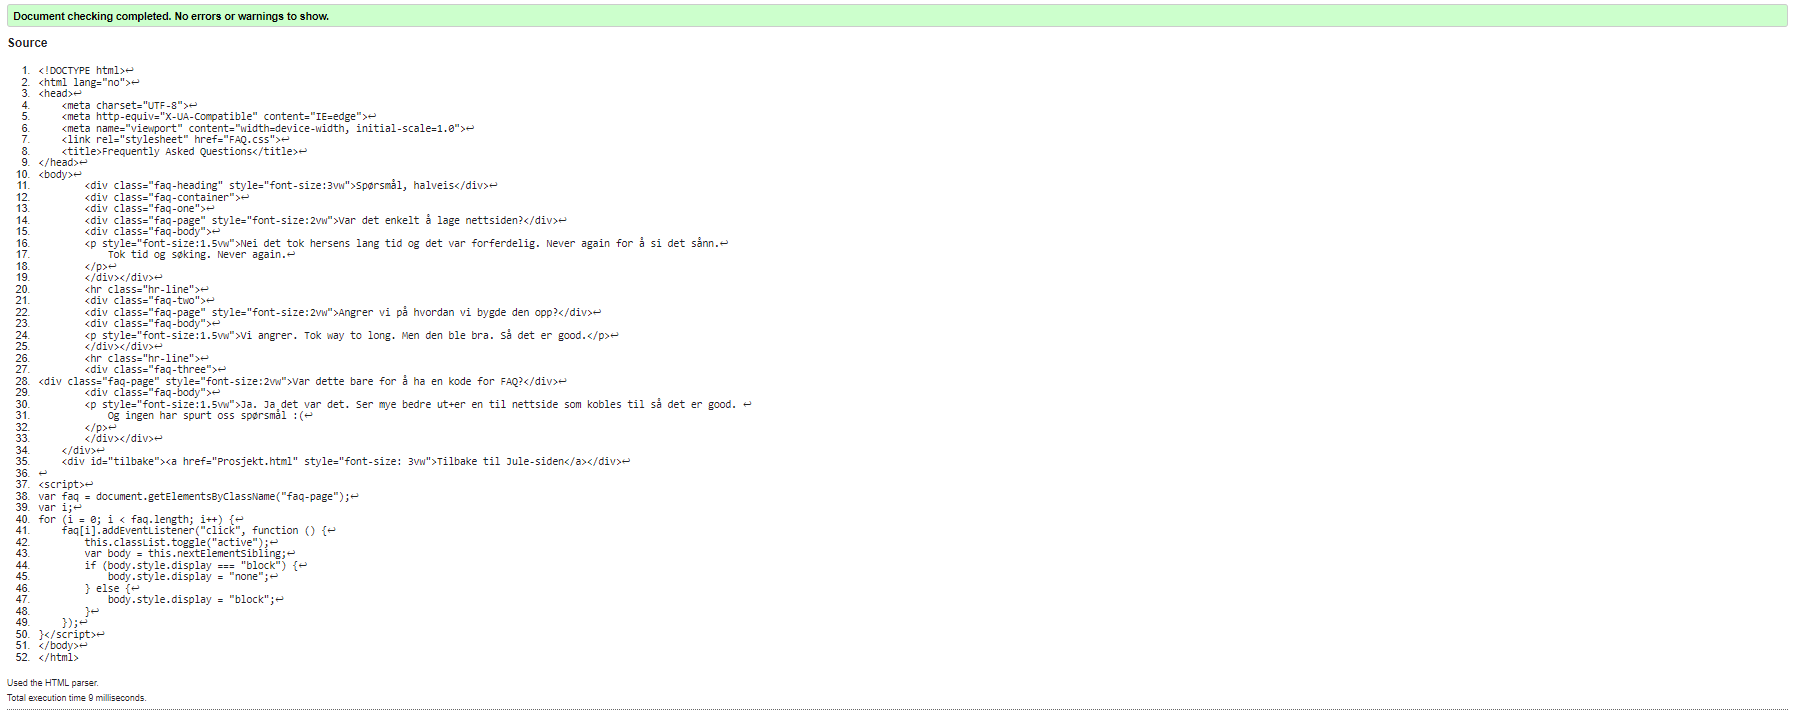 Document checking completed. No errors or warnings to show.
Source
1. <!DOCTYPE html>↩
2. <html lang="no">↩
3. <head>↩
4.     <meta charset="UTF-8">↩
5.     <meta http-equiv="X-UA-Compatible" content="IE=edge">↩
6.     <meta name="viewport" content="width=device-width, initial-scale=1.0">↩
7.     <link rel="stylesheet" href="FAQ.css">↩
8.     <title>Frequently Asked Questions</title>↩
9. </head>↩
10. <body>↩
11.         <div class="faq-heading" style="font-size:3vw">Spørsmål, halveis</div>↩
12.         <div class="faq-container">↩
13.         <div class="faq-one">↩
14.         <div class="faq-page" style="font-size:2vw">Var det enkelt å lage nettsiden?</div>↩
15.         <div class="faq-body">↩
16.         <p style="font-size:1.5vw">Nei det tok hersens lang tid og det var forferdelig. Never again for å si det sånn.↩
17.             Tok tid og søking. Never again.↩
18.         </p>↩
19.         </div></div>↩
20.         <hr class="hr-line">↩
21.         <div class="faq-two">↩
22.         <div class="faq-page" style="font-size:2vw">Angrer vi på hvordan vi bygde den opp?</div>↩
23.         <div class="faq-body">↩
24.         <p style="font-size:1.5vw">Vi angrer. Tok way to long. Men den ble bra. Så det er good.</p>↩
25.         </div></div>↩
26.         <hr class="hr-line">↩
27.         <div class="faq-three">↩
28. <div class="faq-page" style="font-size:2vw">Var dette bare for å ha en kode for FAQ?</div>↩
29.         <div class="faq-body">↩
30.         <p style="font-size:1.5vw">Ja. Ja det var det. Ser mye bedre ut+er en til nettside som kobles til så det er good. ↩
31.             Og ingen har spurt oss spørsmål :(↩
32.         </p>↩
33.         </div></div>↩
34.     </div>↩
35.     <div id="tilbake"><a href="Prosjekt.html" style="font-size: 3vw">Tilbake til Jule-siden</a></div>↩
36. ↩
37. <script>↩
38. var faq = document.getElementsByClassName("faq-page");↩
39. var i;↩
40. for (i = 0; i < faq.length; i++) {↩
41.     faq[i].addEventListener("click", function () {↩
42.         this.classList.toggle("active");↩
43.         var body = this.nextElementSibling;↩
44.         if (body.style.display === "block") {↩
45.             body.style.display = "none";↩
46.         } else {↩
47.             body.style.display = "block";↩
48.         }↩
49.     });↩
50. }</script>↩
51. </body>↩
52. </html>
Used the HTML parser.
Total execution time 9 milliseconds.